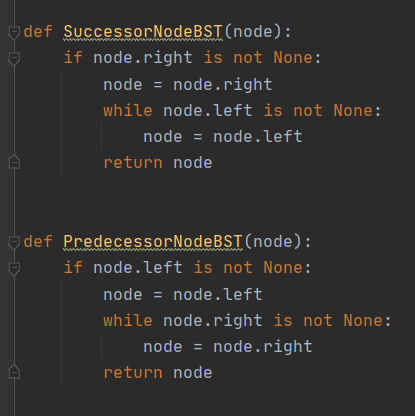 def SuccessorNodeBST(node):
    if node.right is not None:
        node = node.right
        while node.left is not None:
            node = node.left
        return node
def PredecessorNodeBST(node):
    if node.left is not None:
        node = node.left
        while node.right is not None:
            node = node.right
        return node